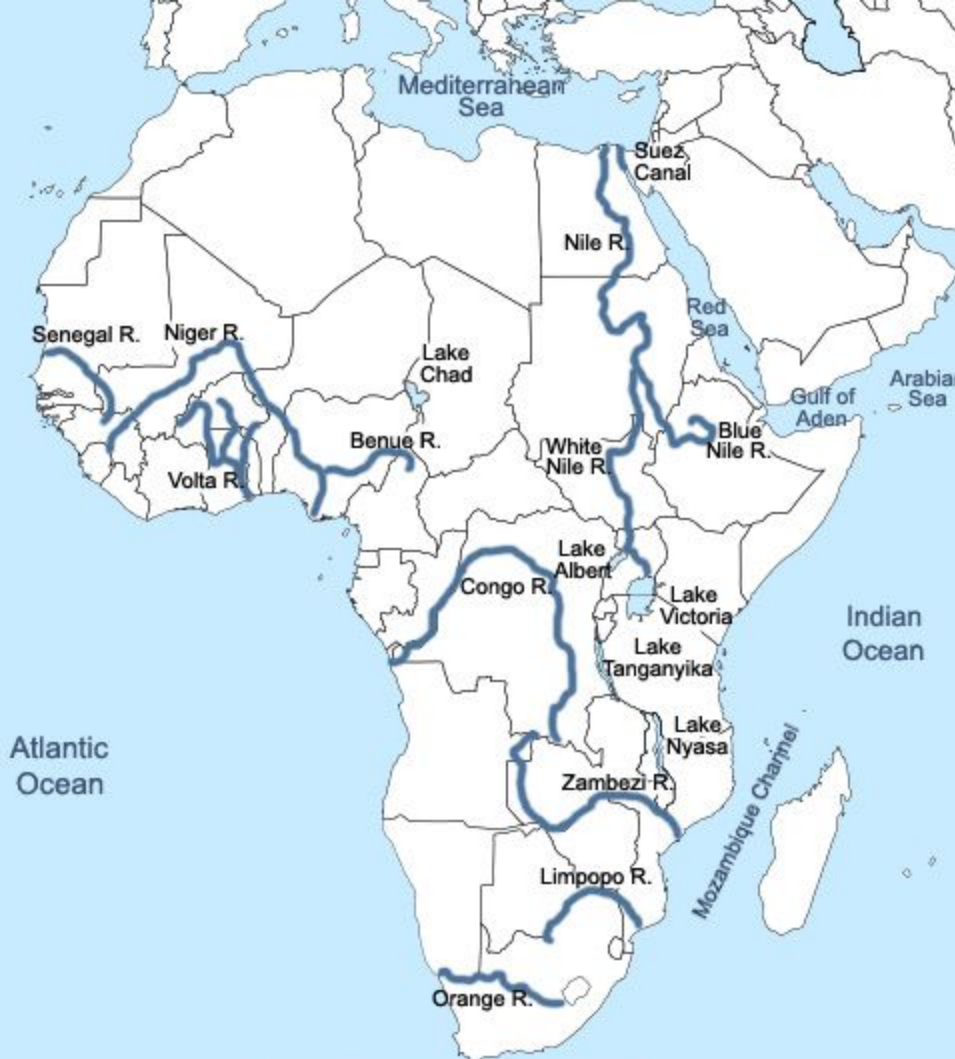 Mediterranean
Sea
Suez
Canal
Nile R.
Red
Sea
Senegal R.
Niger R.
Lake
Chad
Arabian
Sea
Gulf of
Aden
Blue
Nile R.
Benue R.
White
Nile R.
Volta R.
Lake
Albert
Congo R.
Lake
Victoria
Indian
Ocean
Lake
Tanganyika
Lake
Nyasa
Atlantic
Ocean
Zambezi R.
Mozambique Channel
Limpopo R.
Orange R.